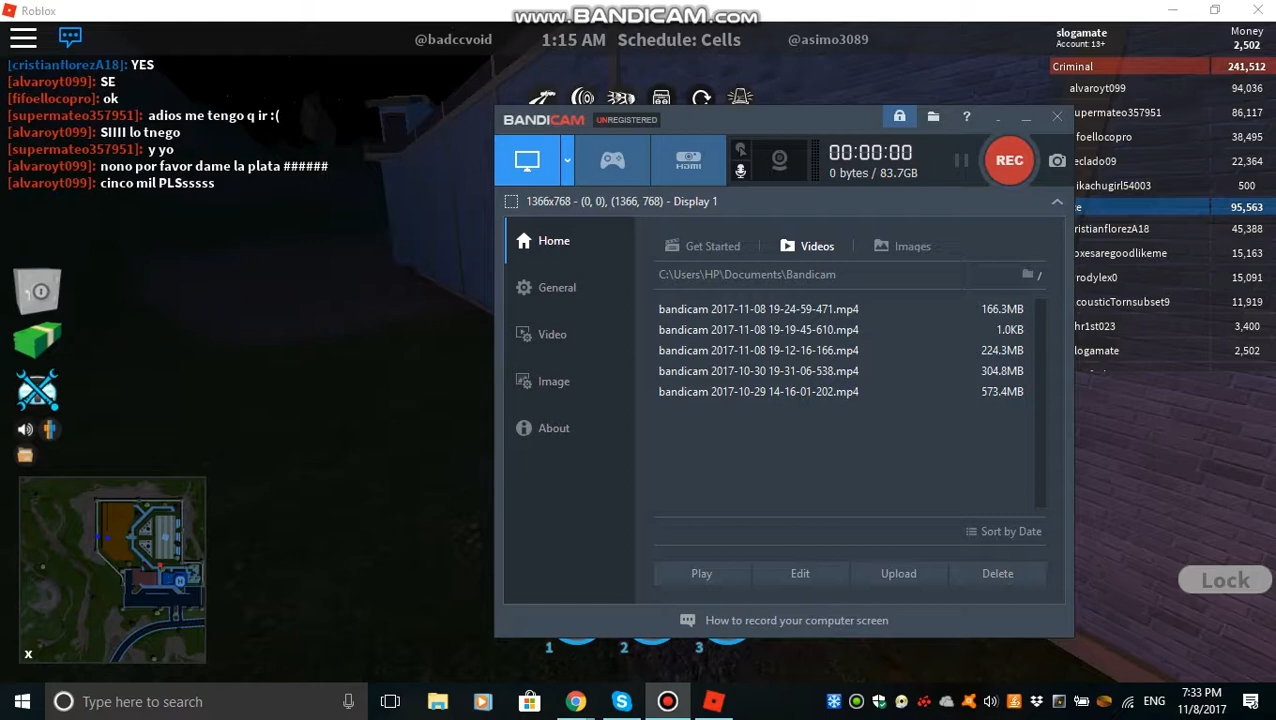 Roblox
www.BANDICAM.com
@badccvoid
1:15 AM Schedule: Cells
@asimo3089
slogamate
Account: 13+
Money
2,502
[cristianflorezA18]: YES
[alvaroyt099]: SE
[fifoellocopro]: ok
[supermateo357951]: adios me tengo q ir :(
[alvaroyt099]: SIIII lo tnego
[supermateo357951]: y yo
[alvaroyt099]: nono por favor dame la plata ######
[alvaroyt099]: cinco mil PLSsssss
Criminal 241,512
alvaroyt099 94,036
upermateo357951 86,117
foellocopro 38,495
eclado09 22,364
ikachugirl54003 500
te 95,563
ristianflorezA18 45,388
oxesaregoodlikeme 15,163
rodylex0 15,091
cousticTornsubset9 11,919
hr1st023 3,400
logamate 2,502
BANDICAM UNREGISTERED
?
HDMI
00:00:00
0 bytes / 83.7GB
REC
1366x768 - (0, 0), (1366, 768) - Display 1
Home
General
Video
Image
About
Get Started
Videos
Images
C:\Users\HP\Documents\Bandicam
/
bandicam 2017-11-08 19-24-59-471.mp4 166.3MB
bandicam 2017-11-08 19-19-45-610.mp4 1.0KB
bandicam 2017-11-08 19-12-16-166.mp4 224.3MB
bandicam 2017-10-30 19-31-06-538.mp4 304.8MB
bandicam 2017-10-29 14-16-01-202.mp4 573.4MB
Sort by Date
Play Edit Upload Delete
How to record your computer screen
Lock
1 2 3
x
Type here to search
ENG
7:33 PM
11/8/2017